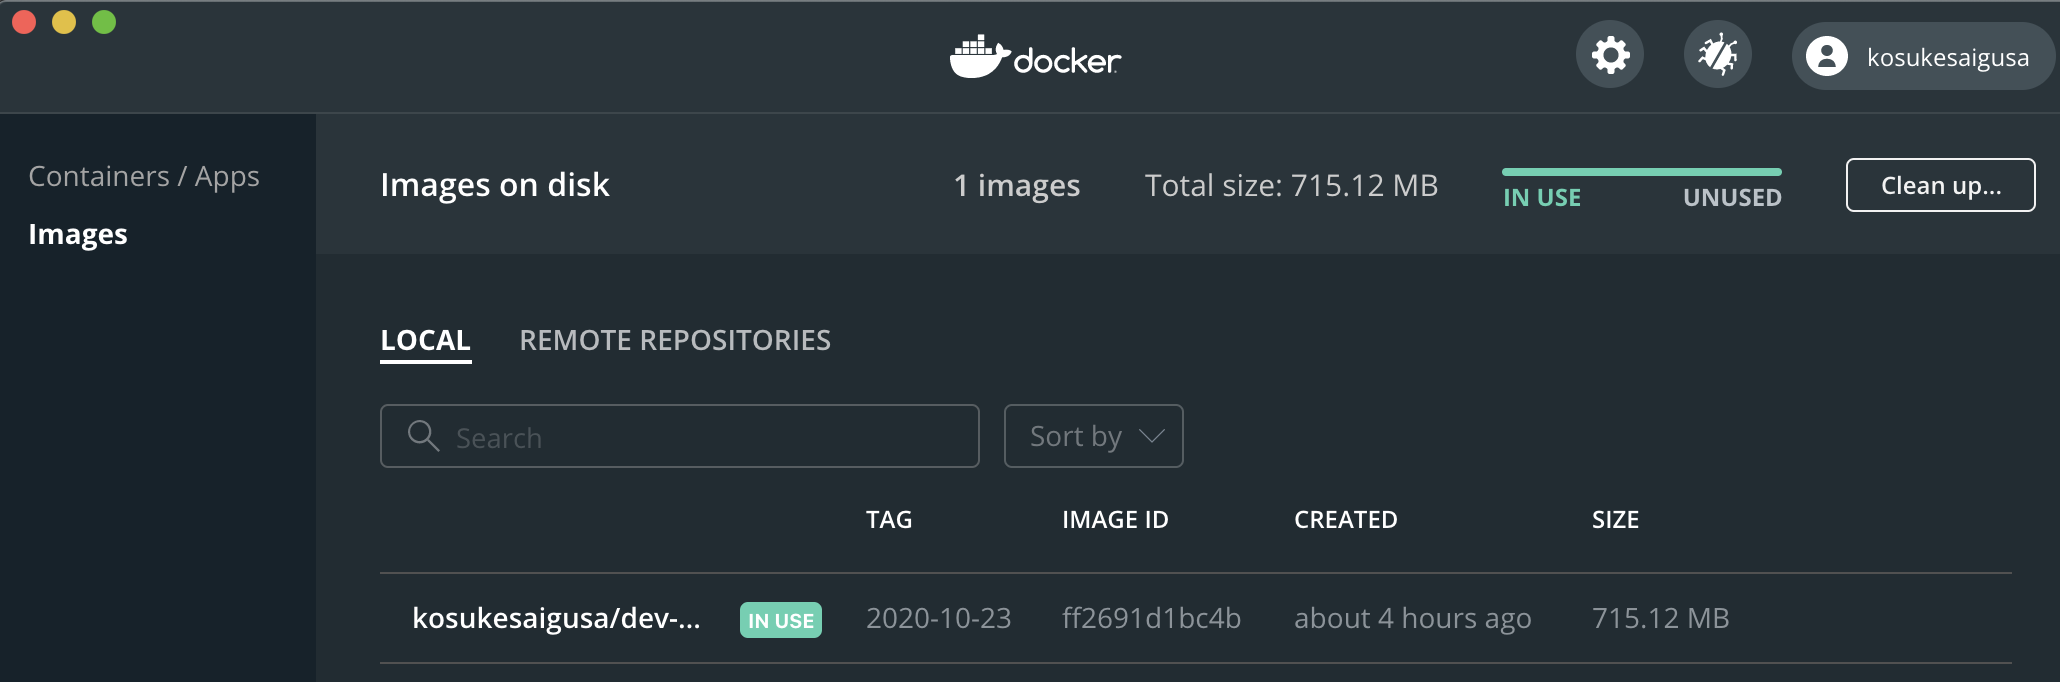 docker
kosukesaigusa
Containers / Apps
Images
Images on disk
1 images
Total size: 715.12 MB
IN USE
UNUSED
Clean up...
LOCAL
REMOTE REPOSITORIES
Search
Sort by
TAG
IMAGE ID
CREATED
SIZE
kosukesaigusa/dev-...
IN USE
2020-10-23
ff2691d1bc4b
about 4 hours ago
715.12 MB